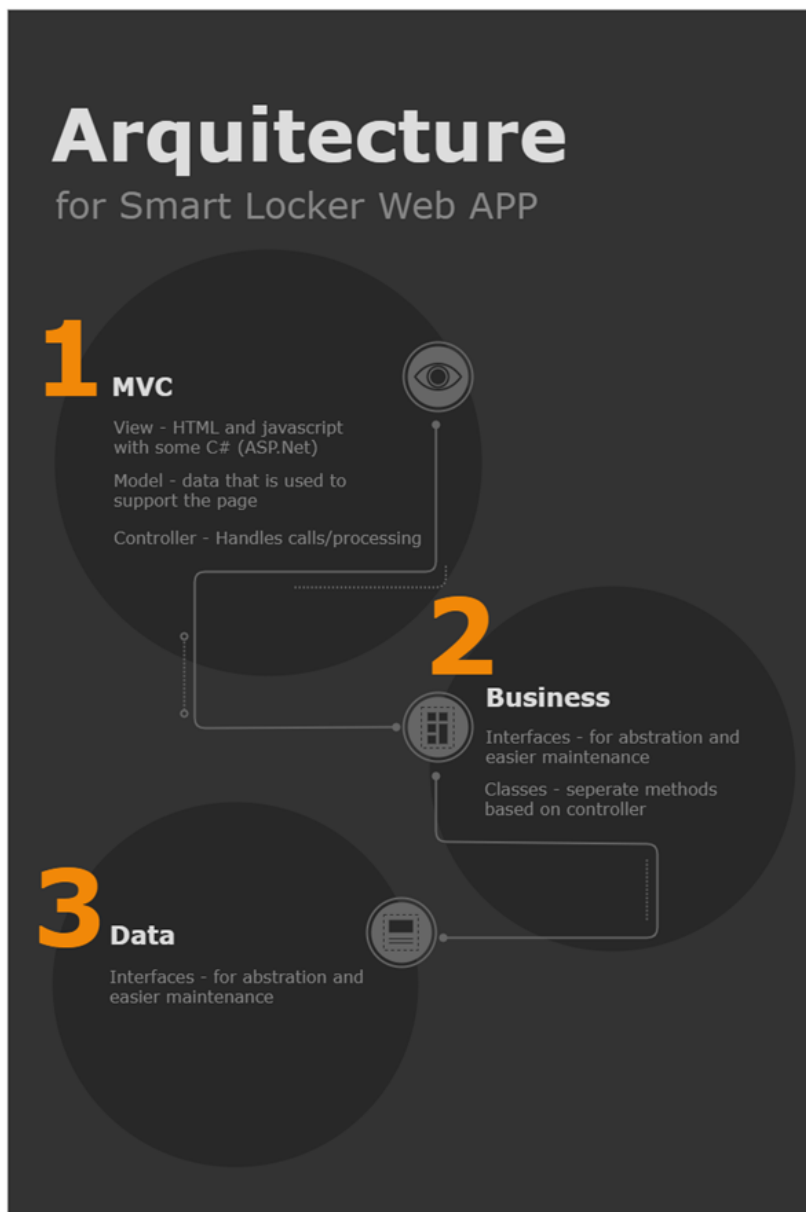 Arquitecture
for Smart Locker Web APP
1
MVC
View - HTML and javascript
with some C# (ASP.Net)
Model - data that is used to
support the page
Controller - Handles calls/processing
2
Business
Interfaces - for abstration and
easier maintenance
Classes - seperate methods
based on controller
3
Data
Interfaces - for abstration and
easier maintenance